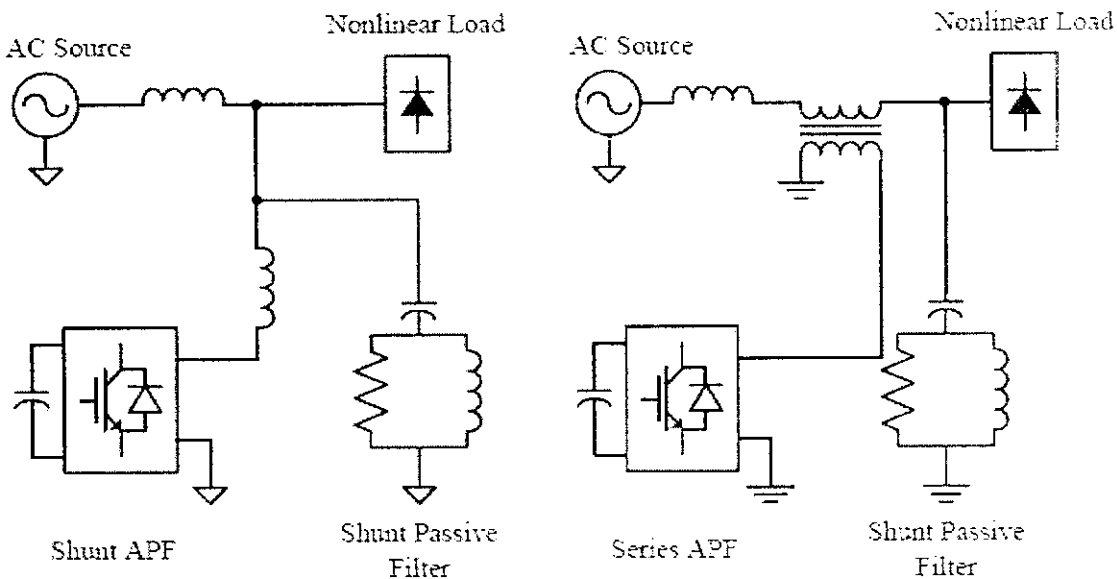 Nonlinear Load
AC Source
Shunt APF
Shunt Passive
Filter
Nonlinear Load
AC Source
Series APF
Shunt Passive
Filter